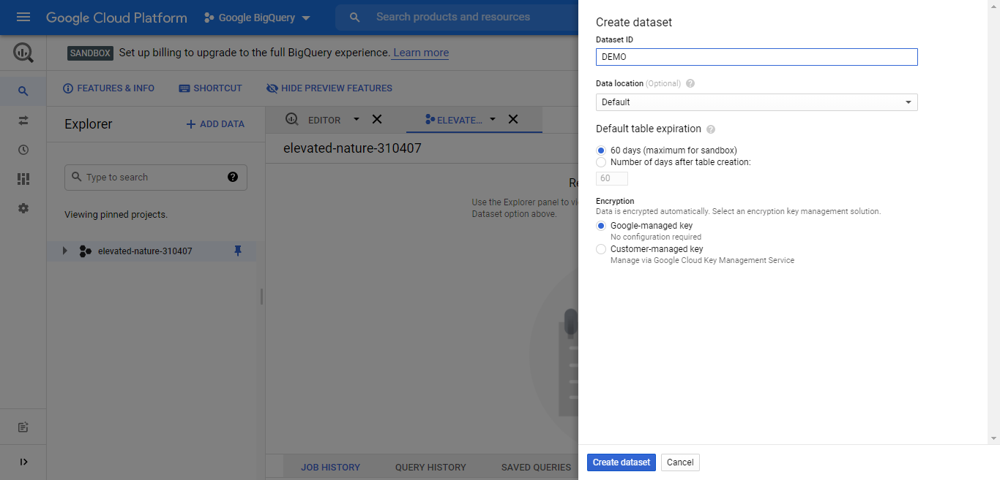 Google Cloud Platform
Google BigQuery
Search products and resources
SANDBOX Set up billing to upgrade to the full BigQuery experience. Learn more
FEATURES & INFO
SHORTCUT
HIDE PREVIEW FEATURES
Explorer
ADD DATA
EDITOR
ELEVATE...
elevated-nature-310407
Type to search
Viewing pinned projects.
elevated-nature-310407
Use the Explorer panel to
Dataset option above.
JOB HISTORY
QUERY HISTORY
SAVED QUERIES
Create dataset
Dataset ID
DEMO
Data location (Optional)
Default
Default table expiration
60 days (maximum for sandbox)
Number of days after table creation:
60
Encryption
Data is encrypted automatically. Select an encryption key management solution.
Google-managed key
No configuration required
Customer-managed key
Manage via Google Cloud Key Management Service
Create dataset
Cancel